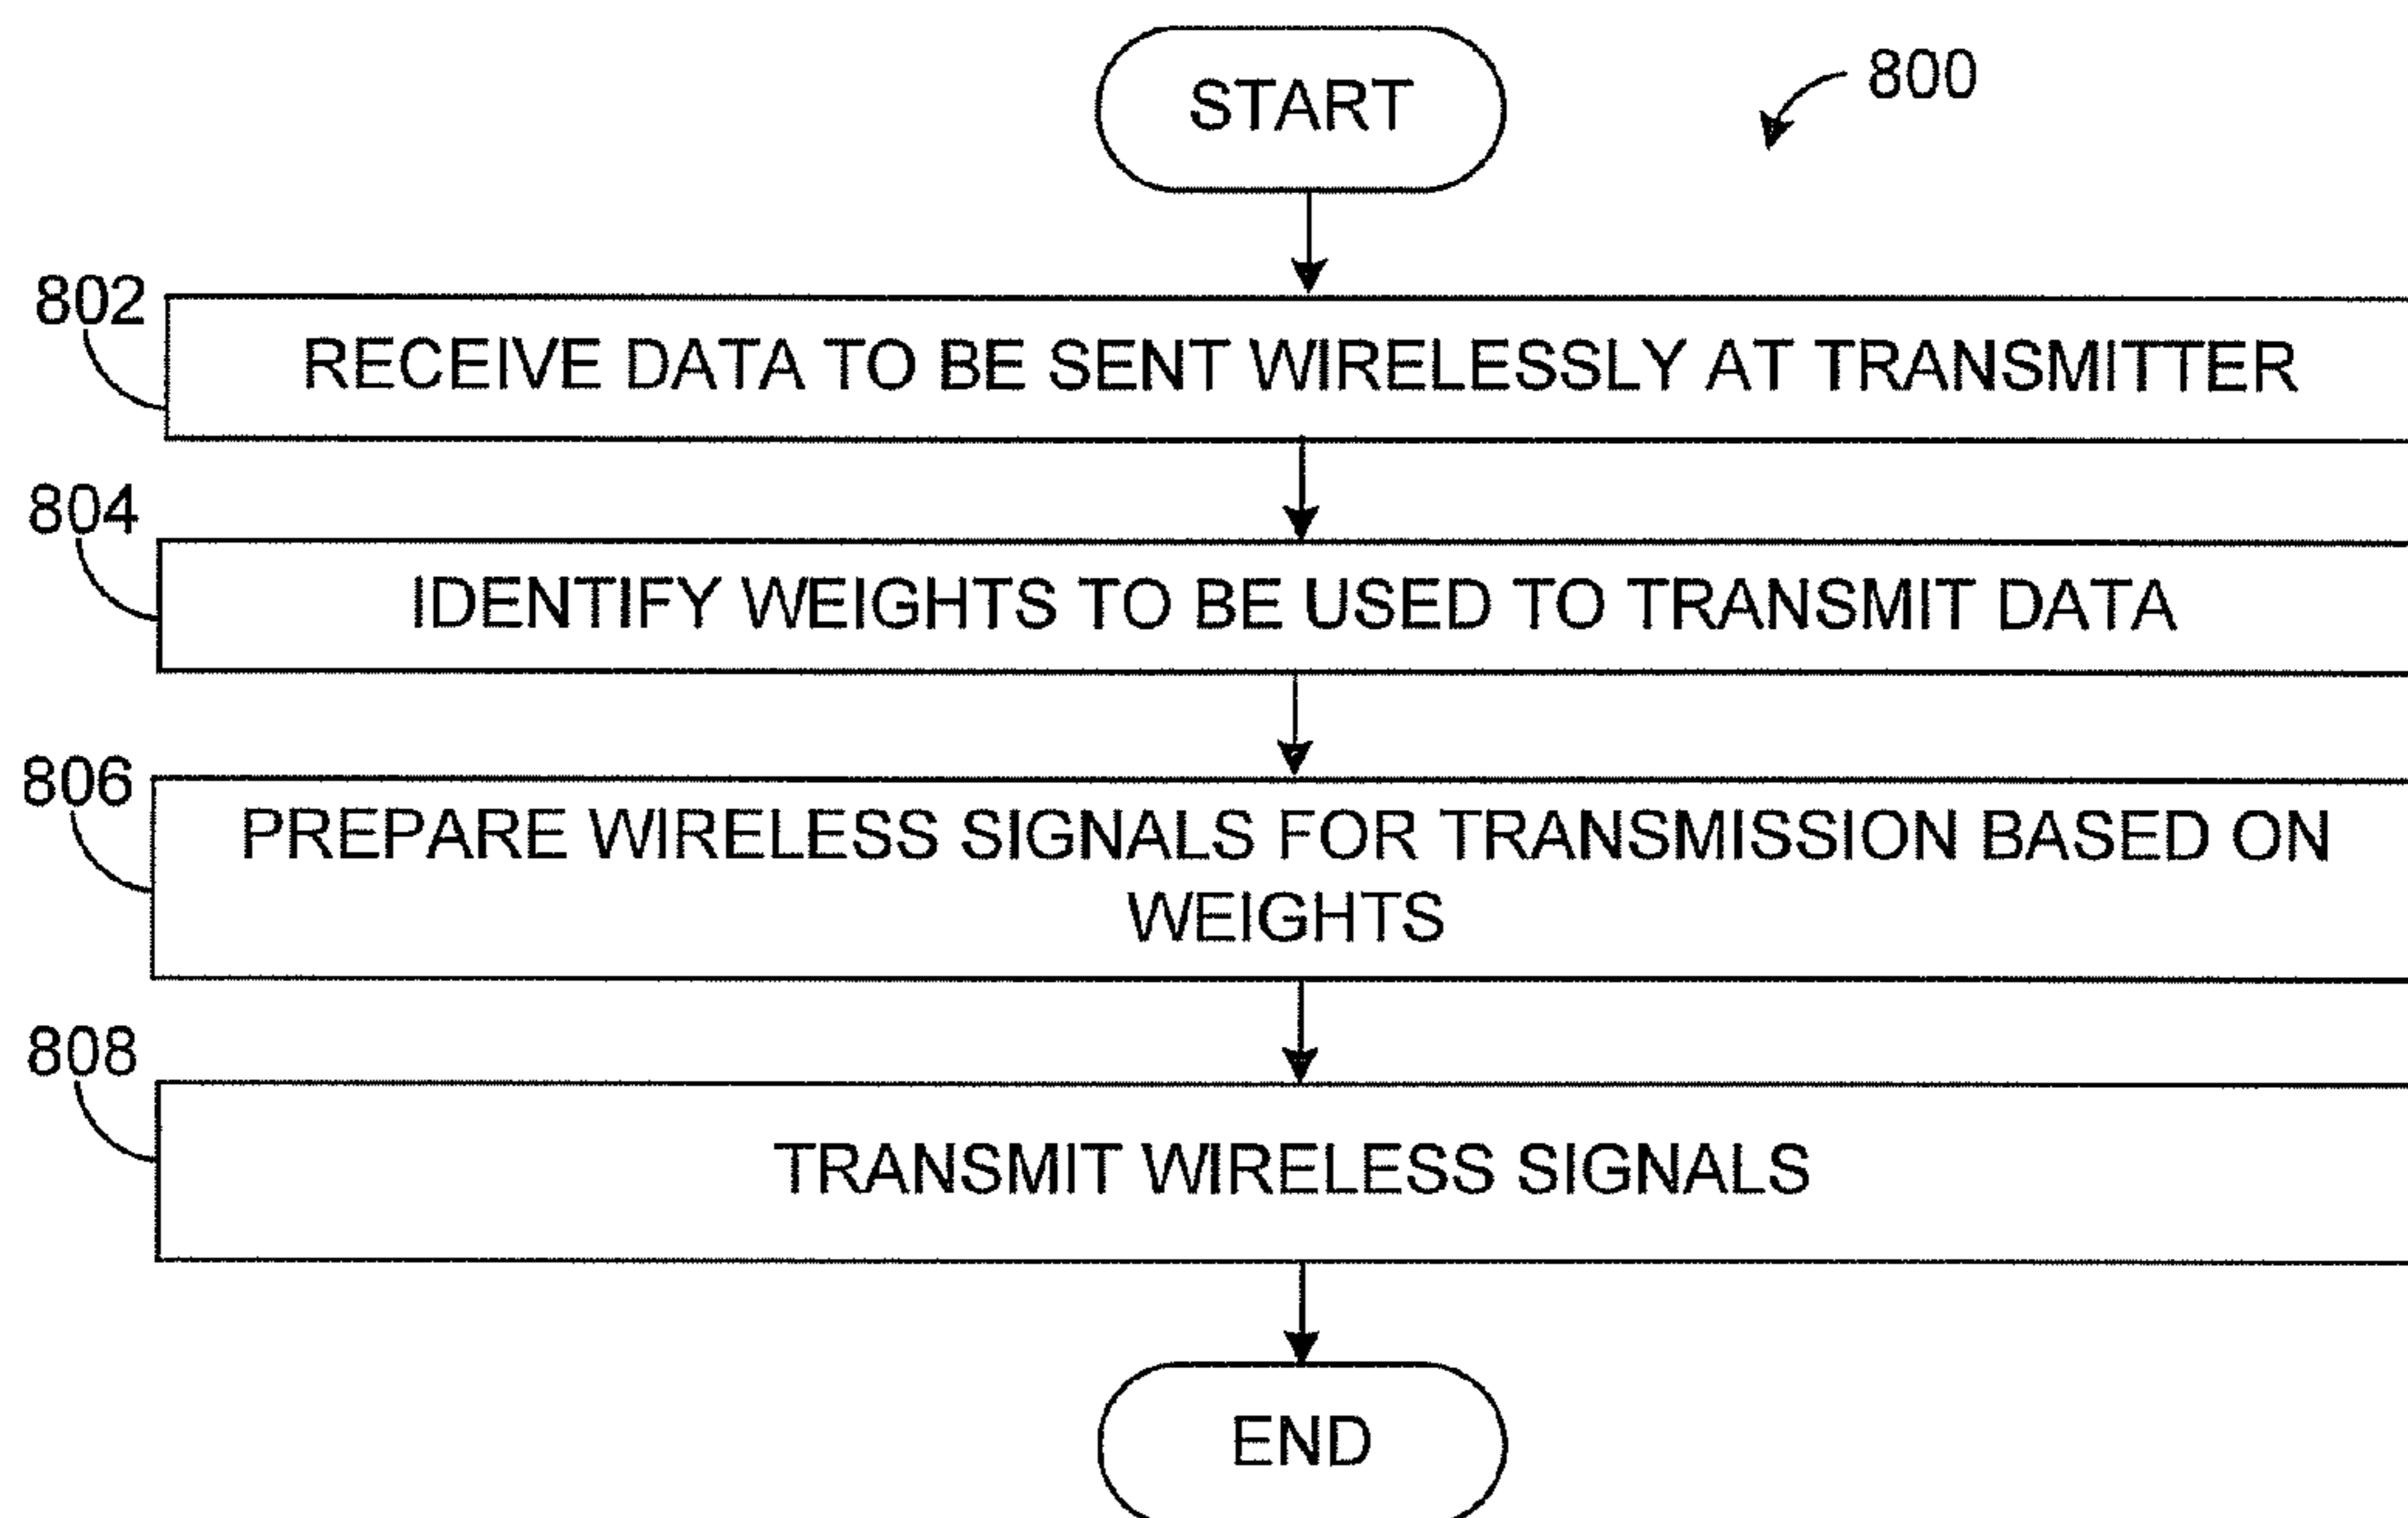 START
800
802
RECEIVE DATA TO BE SENT WIRELESSLY AT TRANSMITTER
804
IDENTIFY WEIGHTS TO BE USED TO TRANSMIT DATA
806
PREPARE WIRELESS SIGNALS FOR TRANSMISSION BASED ON
WEIGHTS
808
TRANSMIT WIRELESS SIGNALS
END